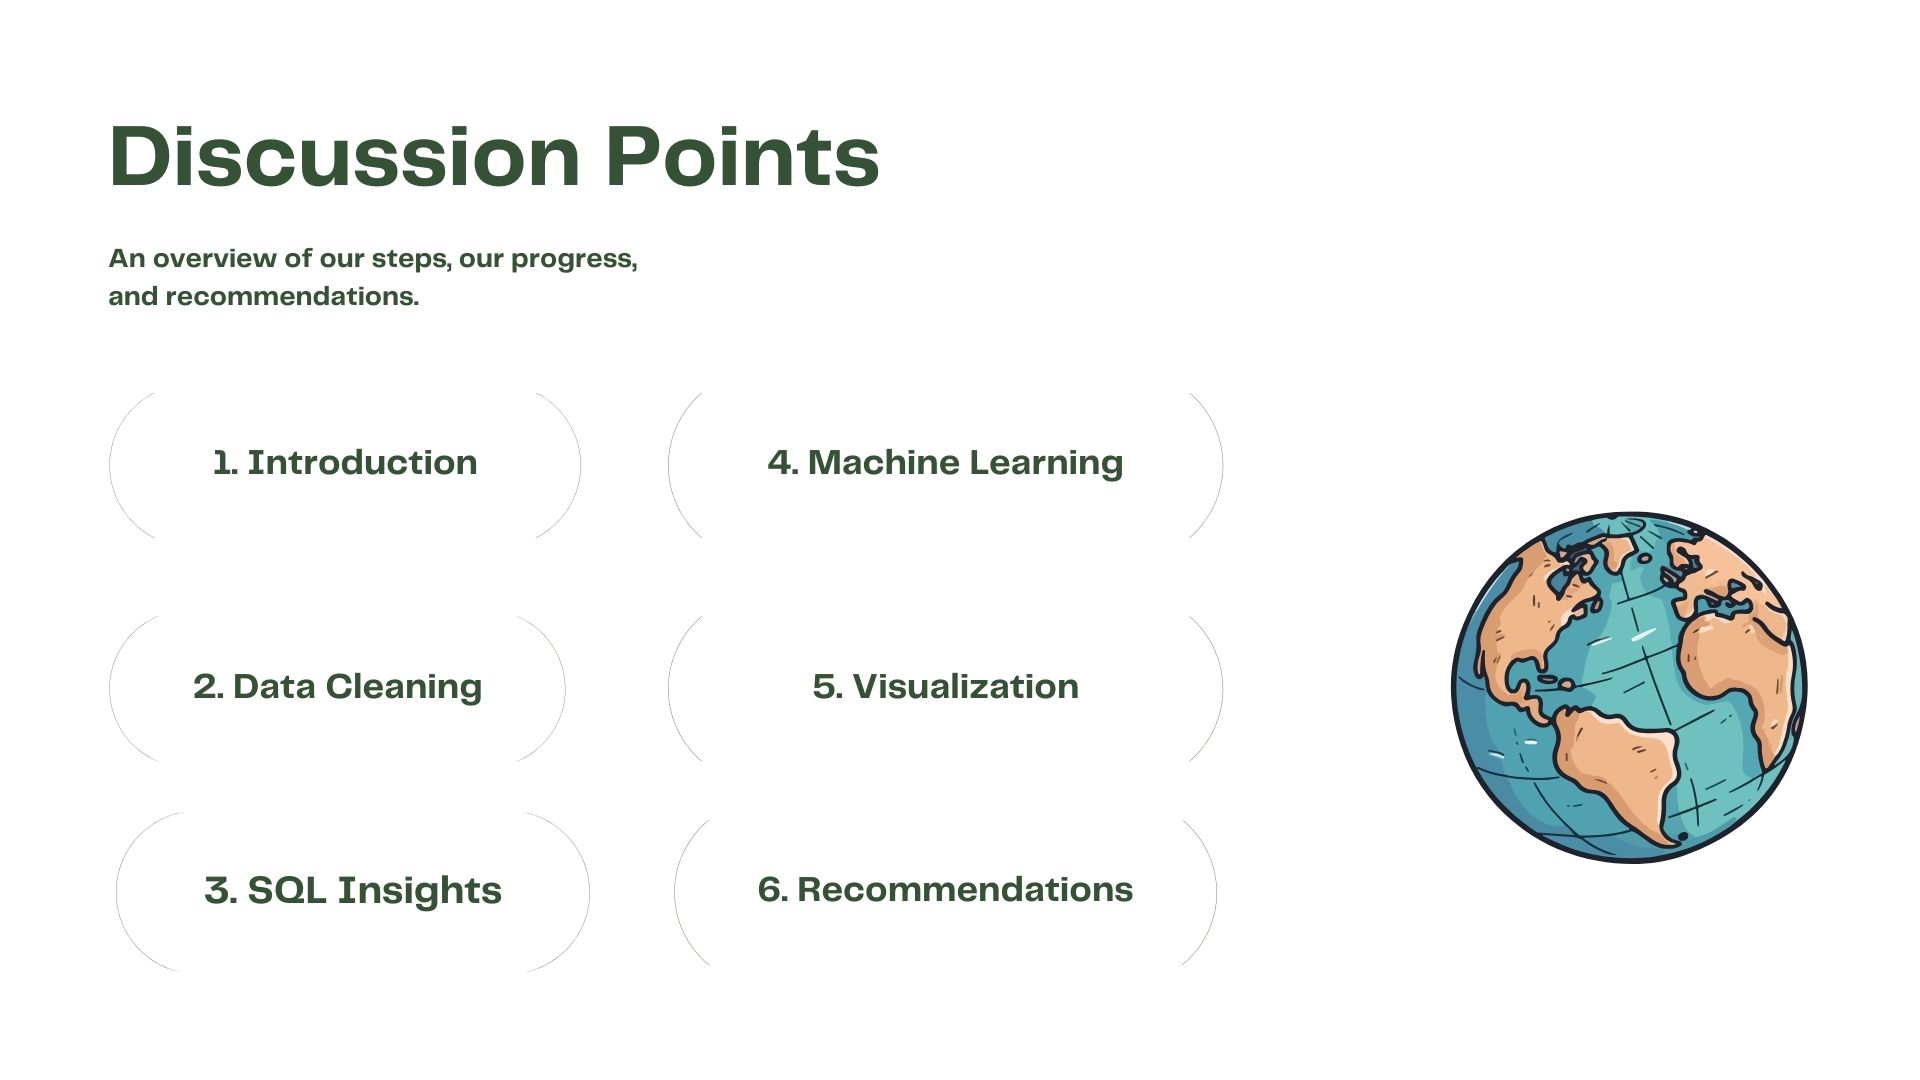 Discussion Points
An overview of our steps, our progress,
and recommendations.
1. Introduction
2. Data Cleaning
3. SQL Insights
4. Machine Learning
5. Visualization
6. Recommendations